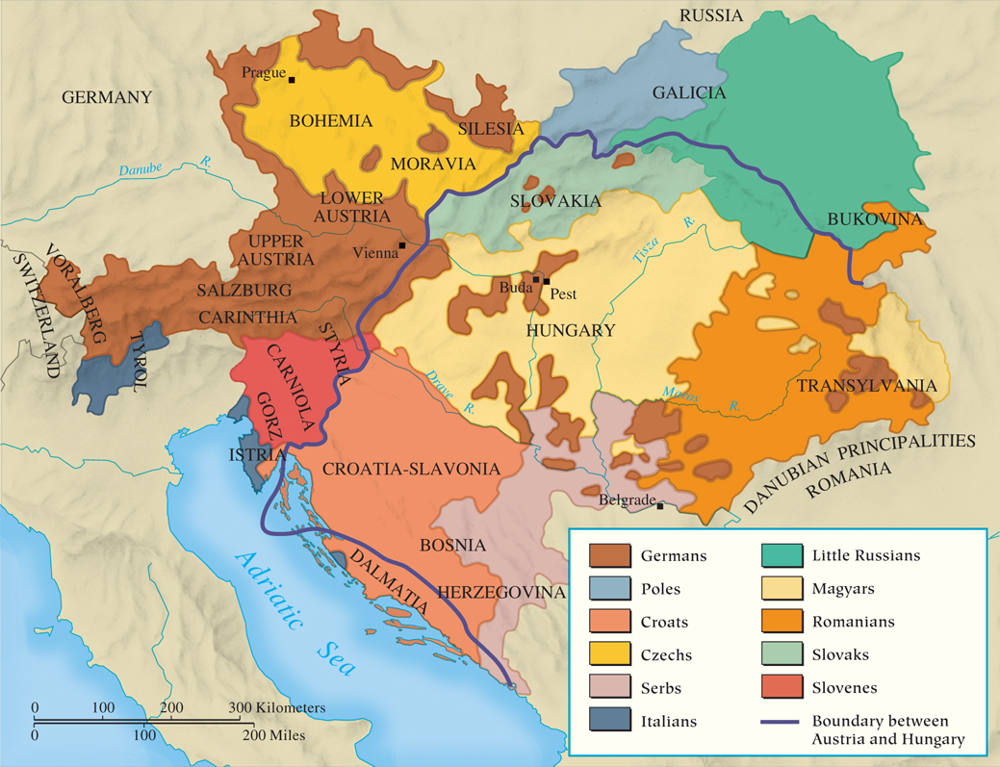 RUSSIA
Prague
GERMANY
GALICIA
BOHEMIA
SILESIA
MORAVIA
Danube R.
LOWER
AUSTRIA
SLOVAKIA
BUKOVINA
UPPER
AUSTRIA
Vienna
Tisza R.
VORALBERG
SWITZERLAND
SALZBURG
Buda
Pest
CARINTHIA
HUNGARY
TYROL
STYRIA
CARNIOLA
GORZ
Drave R.
Moros R.
TRANSYLVANIA
ISTRIA
CROATIA-SLAVONIA
DANUBIAN PRINCIPALITIES
ROMANIA
Belgrade
BOSNIA
DALMATIA
HERZEGOVINA
Adriatic Sea
Germans
Poles
Croats
Czechs
Serbs
Italians
Little Russians
Magyars
Romanians
Slovaks
Slovenes
Boundary between
Austria and Hungary
0 100 200 300 Kilometers
0 100 200 Miles